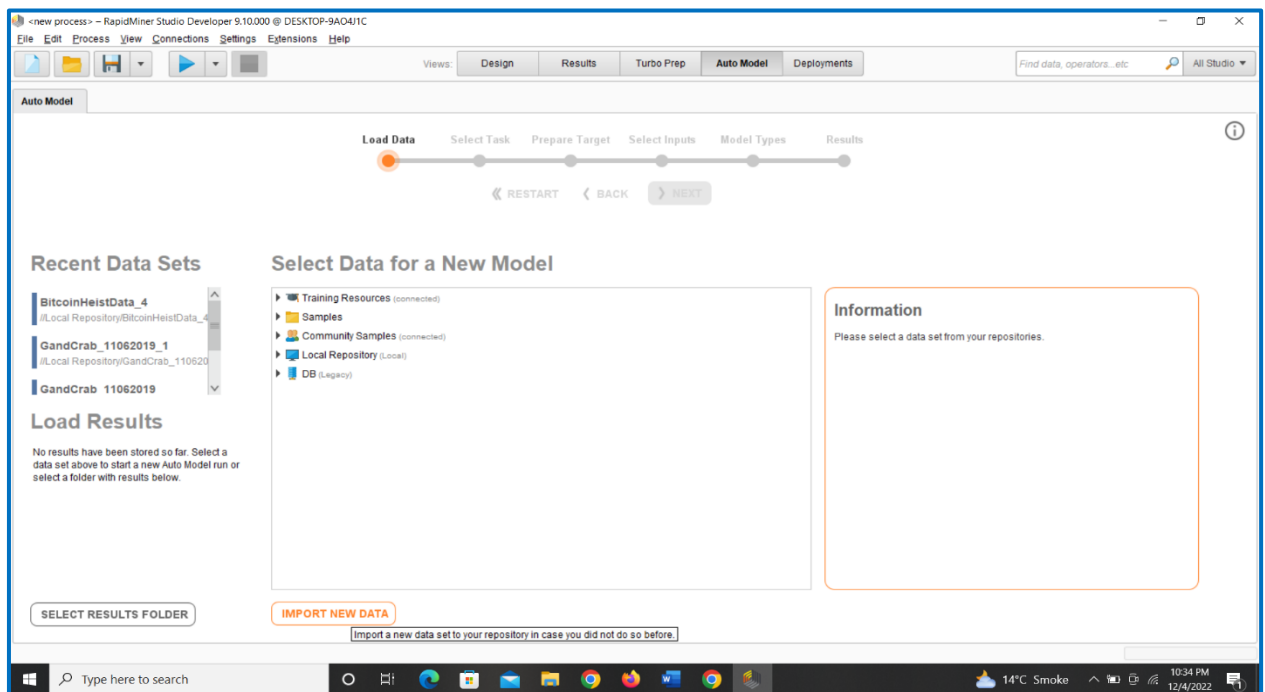 <new process> – RapidMiner Studio Developer 9.10.000 @ DESKTOP-9AO4J1C
File Edit Process View Connections Settings Extensions Help
Views: Design Results Turbo Prep Auto Model Deployments Find data, operators...etc All Studio
Auto Model
Load Data Select Task Prepare Target Select Inputs Model Types Results
RESTART BACK NEXT
Recent Data Sets
BitcoinHeistData_4
//Local Repository/BitcoinHeistData_4
GandCrab_11062019_1
//Local Repository/GandCrab_110620
GandCrab 11062019
Load Results
No results have been stored so far. Select a
data set above to start a new Auto Model run or
select a folder with results below.
SELECT RESULTS FOLDER
Select Data for a New Model
Training Resources (connected)
Samples
Community Samples (connected)
Local Repository (Local)
DB (Legacy)
IMPORT NEW DATA
Import a new data set to your repository in case you did not do so before.
Information
Please select a data set from your repositories.
Type here to search
14°C Smoke
10:34 PM
12/4/2022